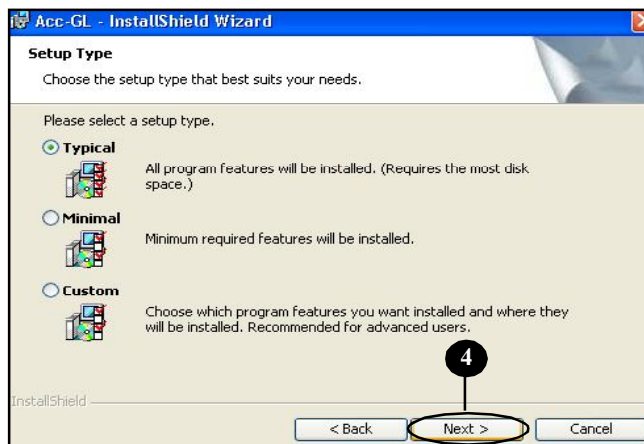 Acc-GL - InstallShield Wizard
Setup Type
Choose the setup type that best suits your needs.
Please select a setup type.
Typical
All program features will be installed. (Requires the most disk
space.)
Minimal
Minimum required features will be installed.
Custom
Choose which program features you want installed and where they
will be installed. Recommended for advanced users.
4
InstallShield
< Back Next > Cancel